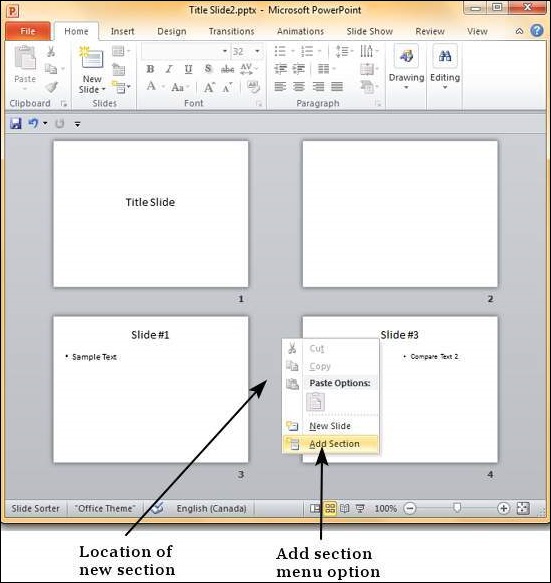 Title Slide2.pptx - Microsoft PowerPoint
File Home Insert Design Transitions Animations Slide Show Review View
Paste
New
Slide
32
B I U S abc AV
A Aa A A
Drawing
Editing
Clipboard Slides Font Paragraph
Title Slide
1
2
Slide #1
• Sample Text
3
Slide #3
• Compare Text 2
4
Cut
Copy
Paste Options:
New Slide
Add Section
Slide Sorter "Office Theme" English (Canada) 100%
Location of
new section
Add section
menu option